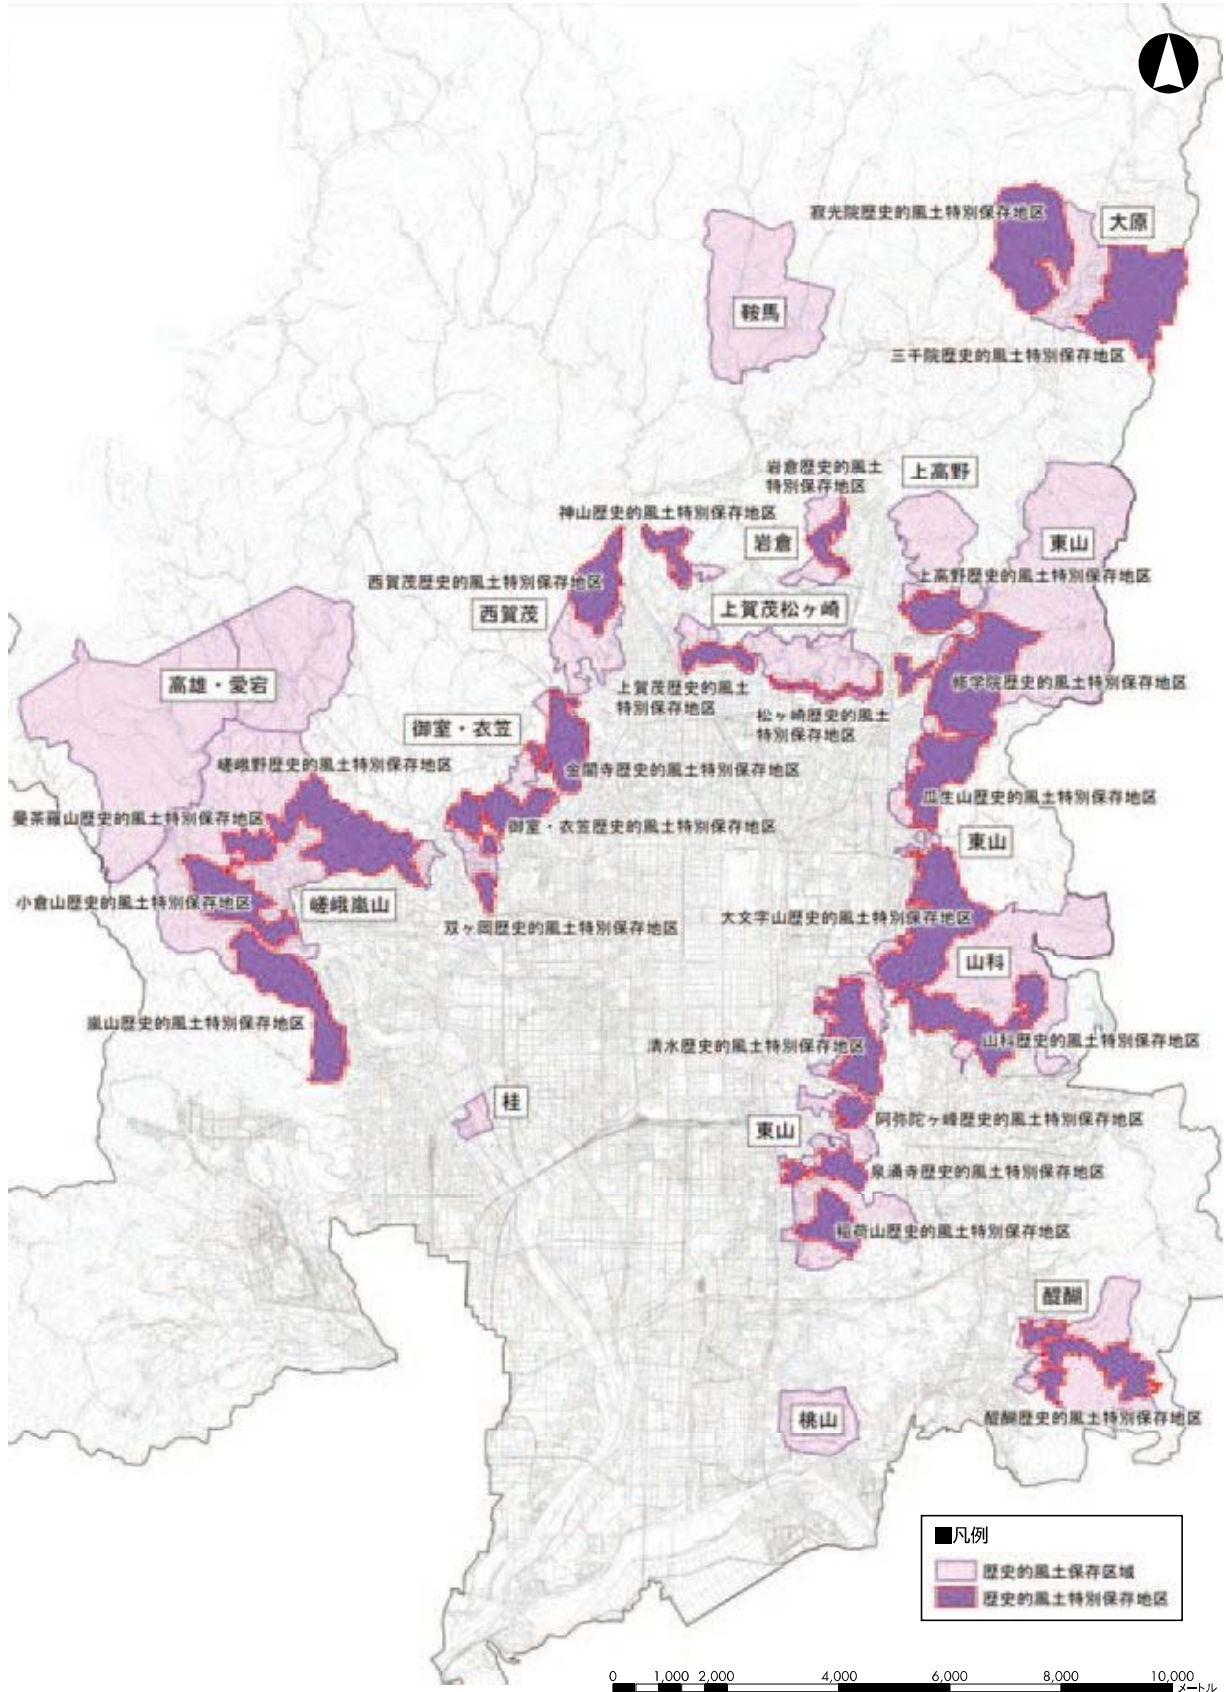 寂光院歴史的風土特別保存地区
大原
鞍馬
三千院歴史的風土特別保存地区
岩倉歴史的風土
特別保存地区
上高野
神山歴史的風土特別保存地区
岩倉
東山
西賀茂歴史的風土特別保存地区
上高野歴史的風土特別保存地区
西賀茂
上賀茂松ヶ崎
高雄・愛宕
上賀茂歴史的風土
特別保存地区
修学院歴史的風土特別保存地区
松ヶ崎歴史的風土
特別保存地区
御室・衣笠
嵯峨野歴史的風土特別保存地区
金閣寺歴史的風土特別保存地区
瓜生山歴史的風土特別保存地区
曼荼羅山歴史的風土特別保存地区
御室・衣笠歴史的風土特別保存地区
東山
小倉山歴史的風土特別保存地区
嵯峨嵐山
大文字山歴史的風土特別保存地区
双ヶ岡歴史的風土特別保存地区
山科
嵐山歴史的風土特別保存地区
清水歴史的風土特別保存地区
山科歴史的風土特別保存地区
桂
阿弥陀ヶ峰歴史的風土特別保存地区
東山
泉涌寺歴史的風土特別保存地区
稲荷山歴史的風土特別保存地区
醍醐
桃山
醍醐歴史的風土特別保存地区
■凡例
歴史的風土保存区域
歴史的風土特別保存地区
0 1,000 2,000 4,000 6,000 8,000 10,000
メートル